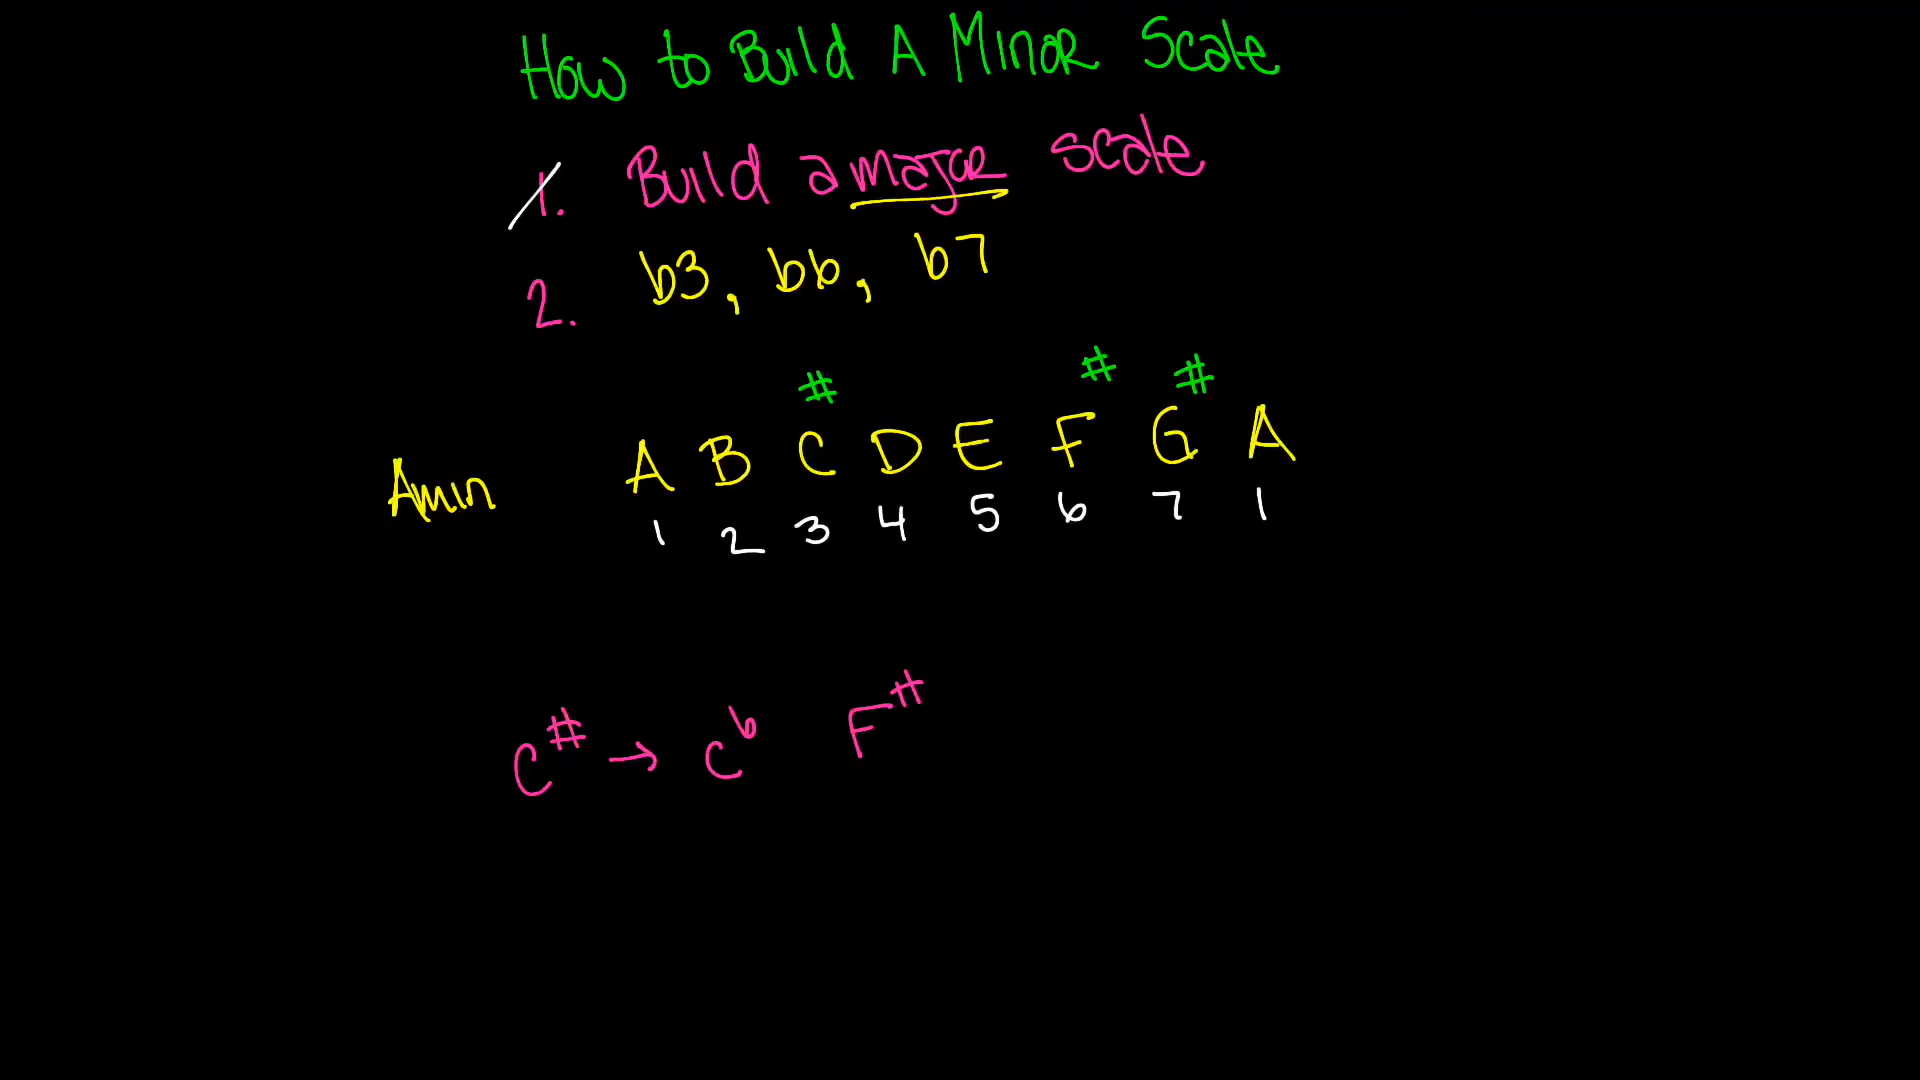 How to Build A Minor Scale
1. Build a major scale
2. b3, b6, b7
# # #
Amin A B C D E F G A
1 2 3 4 5 6 7 1
C# → Cb F#